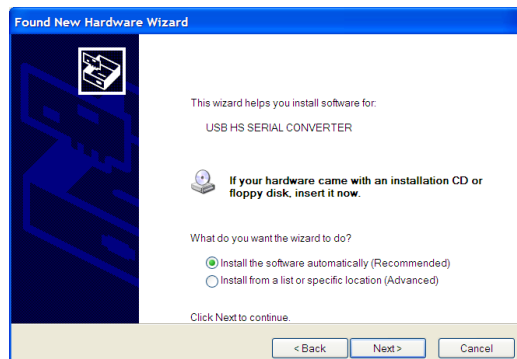 Found New Hardware Wizard
This wizard helps you install software for:
USB HS SERIAL CONVERTER
If your hardware came with an installation CD or
floppy disk, insert it now.
What do you want the wizard to do?
Install the software automatically (Recommended)
Install from a list or specific location (Advanced)
Click Next to continue.
< Back Next > Cancel